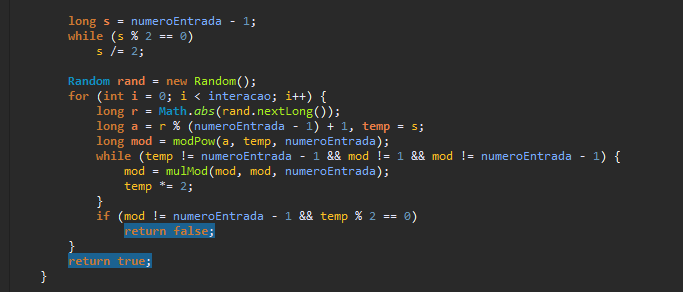 long s = numeroEntrada - 1;
while (s % 2 == 0)
s /= 2;
Random rand = new Random();
for (int i = 0; i < interacao; i++) {
long r = Math.abs(rand.nextLong());
long a = r % (numeroEntrada - 1) + 1, temp = s;
long mod = modPow(a, temp, numeroEntrada);
while (temp != numeroEntrada - 1 && mod != 1 && mod != numeroEntrada - 1) {
mod = mulMod(mod, mod, numeroEntrada);
temp *= 2;
}
if (mod != numeroEntrada - 1 && temp % 2 == 0)
return false;
}
return true;
}